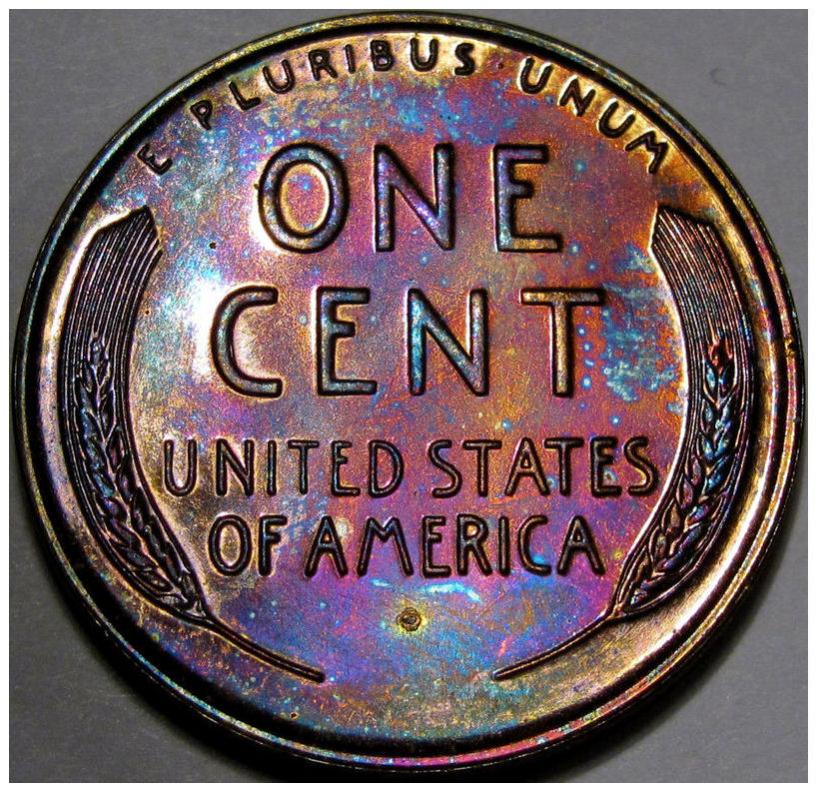 E PLURIBUS · UNUM
ONE
CENT
UNITED STATES
OF AMERICA